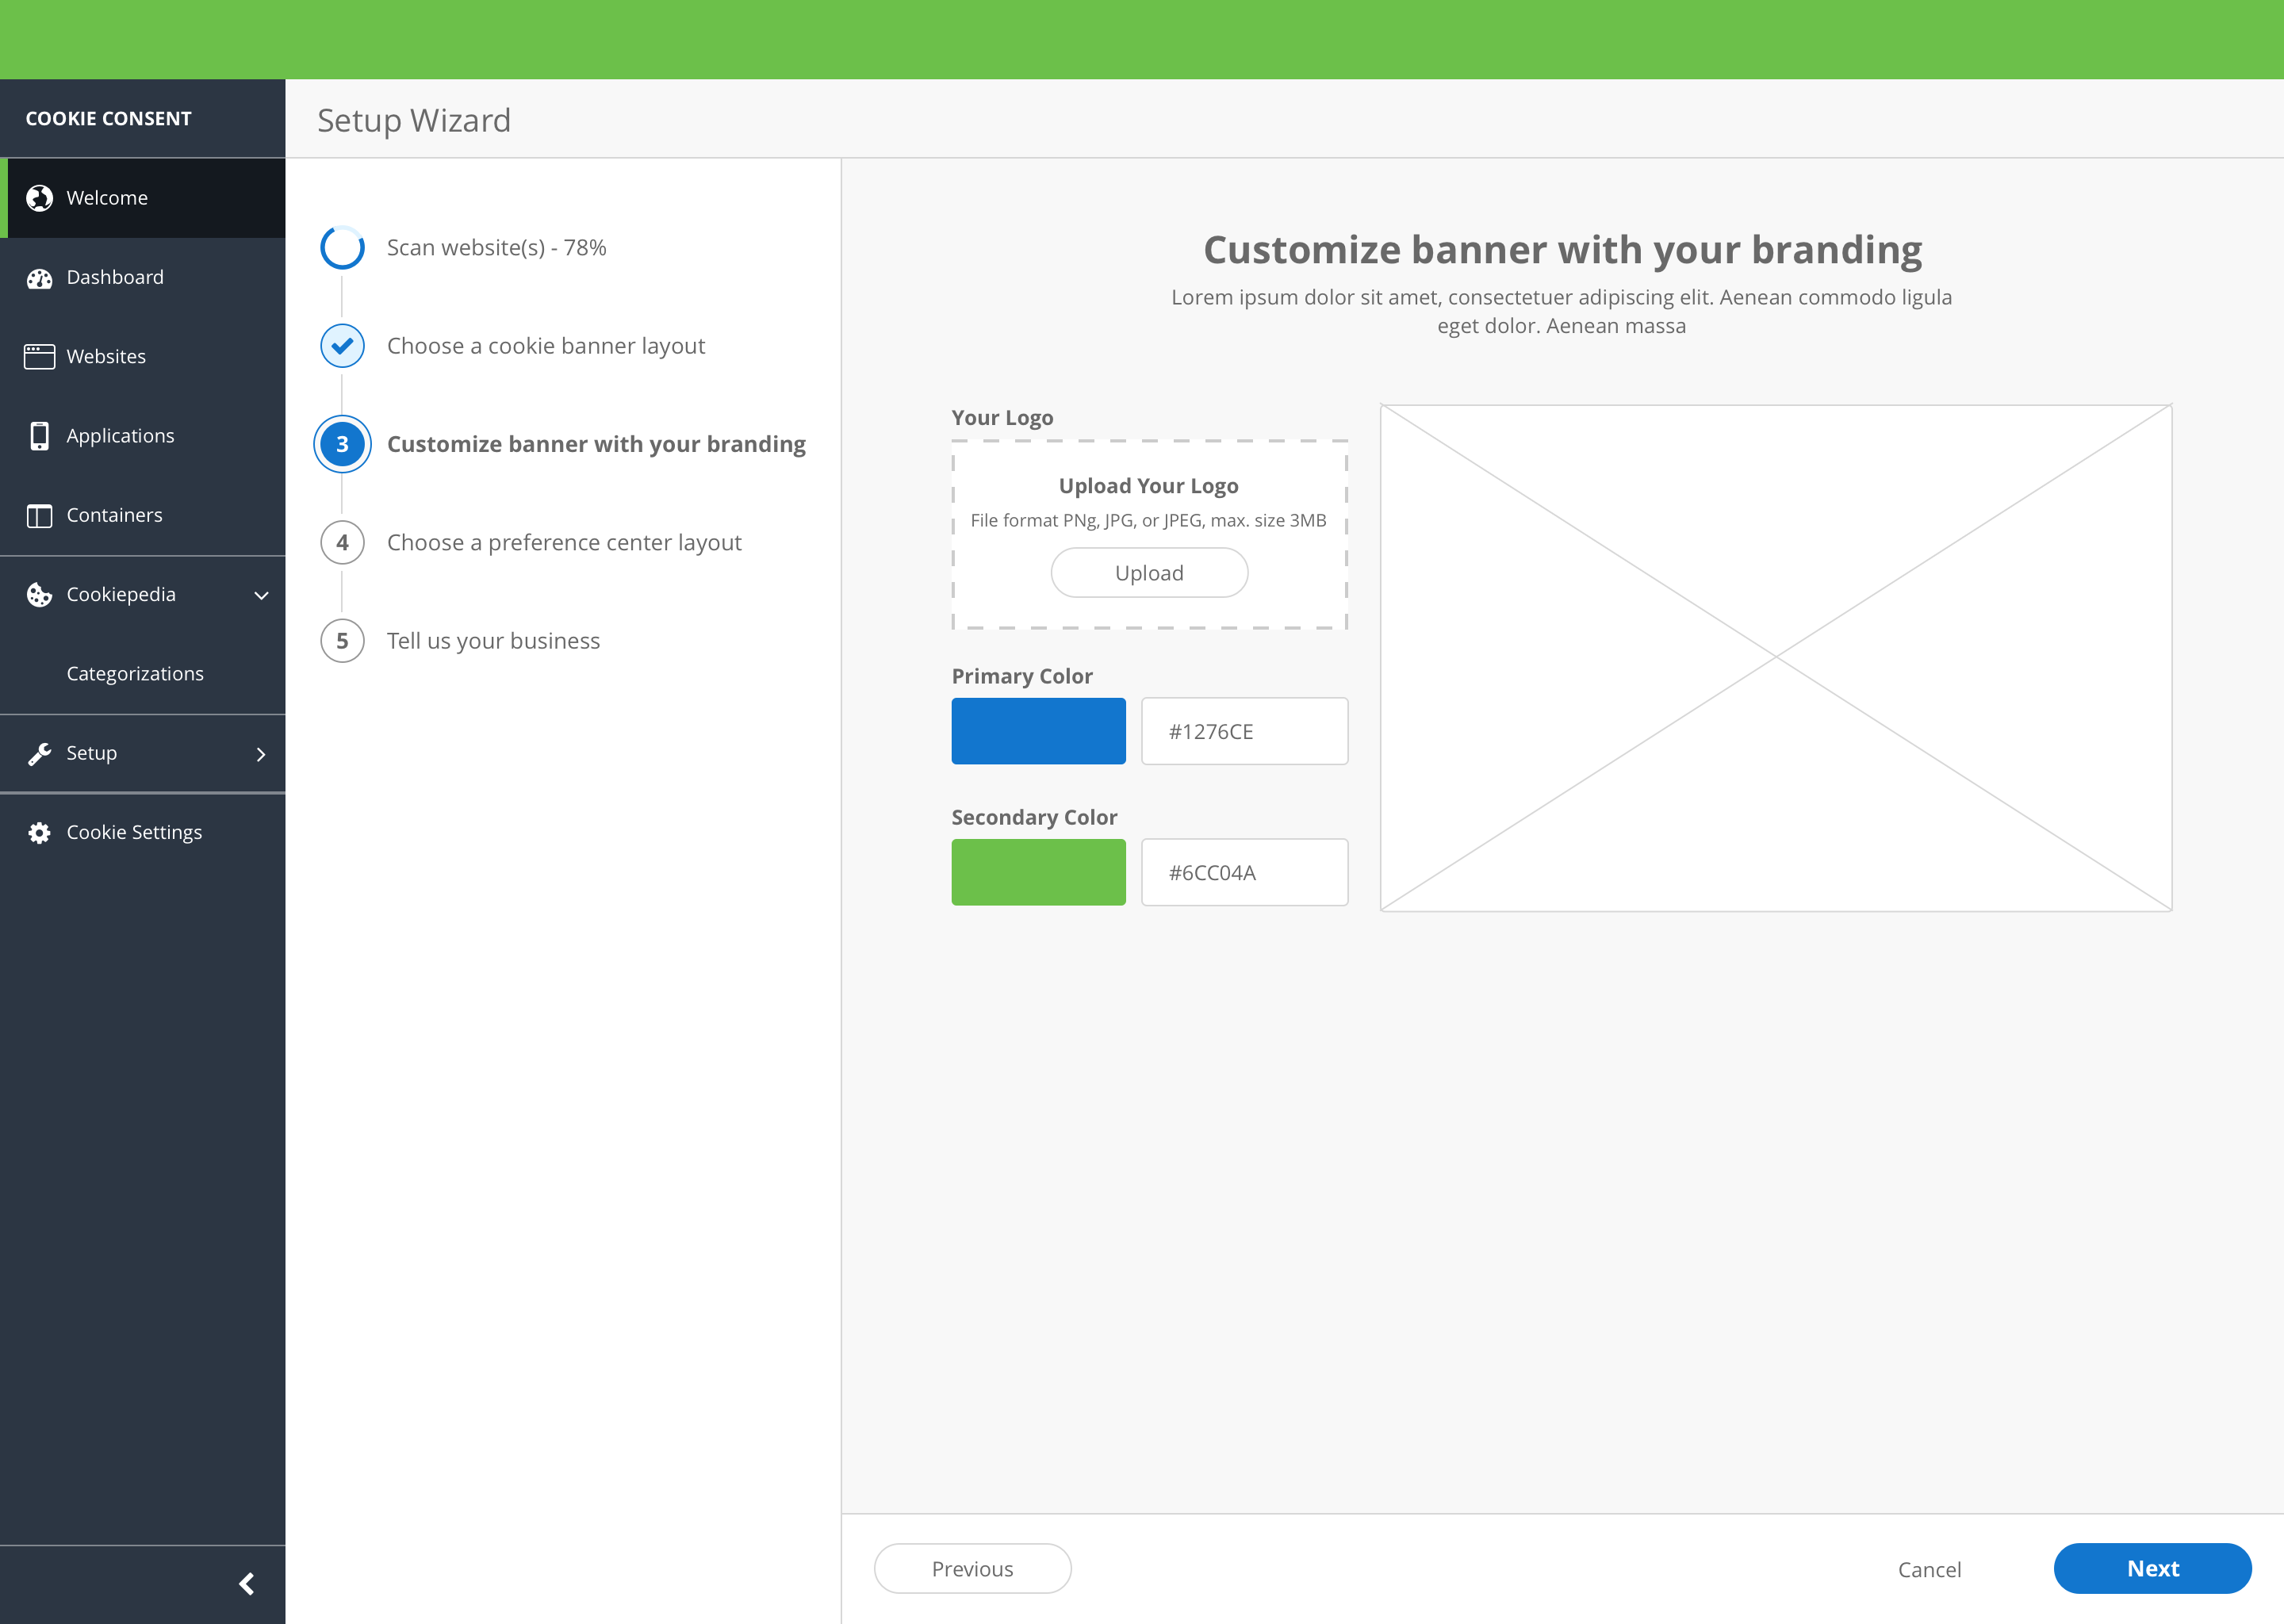 COOKIE CONSENT
Welcome
Dashboard
Websites
Applications
Containers
Cookiepedia
Categorizations
Setup
Cookie Settings
Setup Wizard
Scan website(s) - 78%
Choose a cookie banner layout
3 Customize banner with your branding
4 Choose a preference center layout
5 Tell us your business
Customize banner with your branding
Lorem ipsum dolor sit amet, consectetuer adipiscing elit. Aenean commodo ligula
eget dolor. Aenean massa
Your Logo
Upload Your Logo
File format PNg, JPG, or JPEG, max. size 3MB
Upload
Primary Color
#1276CE
Secondary Color
#6CC04A
Previous
Cancel
Next